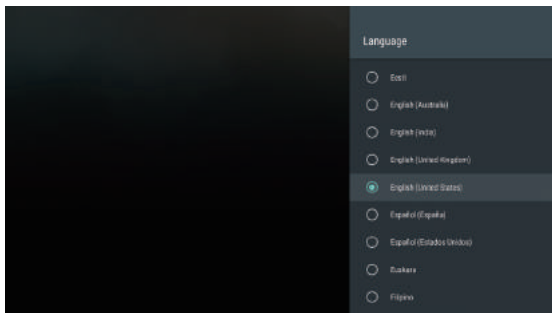 Language
Eesti
English (Australia)
English (India)
English (United Kingdom)
English (United States)
Español (España)
Español (Estados Unidos)
Euskara
Filipino